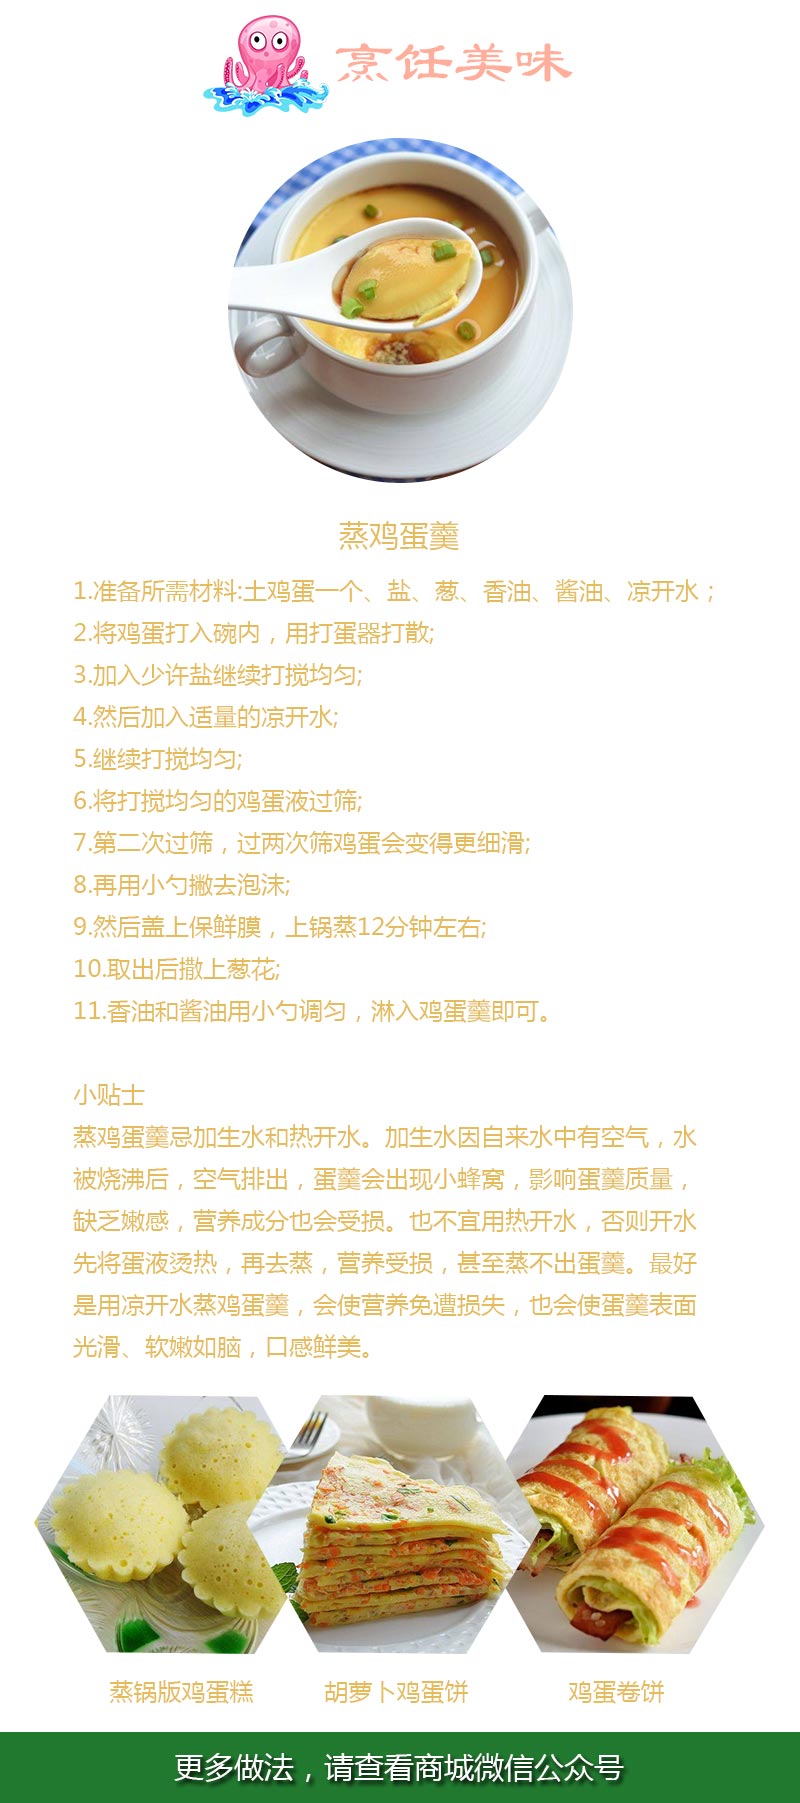 烹饪美味
蒸鸡蛋羹
1.准备所需材料:土鸡蛋一个、盐、葱、香油、酱油、凉开水；
2.将鸡蛋打入碗内，用打蛋器打散;
3.加入少许盐继续打搅均匀;
4.然后加入适量的凉开水;
5.继续打搅均匀;
6.将打搅均匀的鸡蛋液过筛;
7.第二次过筛，过两次筛鸡蛋会变得更细滑;
8.再用小勺撇去泡沫;
9.然后盖上保鲜膜，上锅蒸12分钟左右;
10.取出后撒上葱花;
11.香油和酱油用小勺调匀，淋入鸡蛋羹即可。
小贴士
蒸鸡蛋羹忌加生水和热开水。加生水因自来水中有空气，水
被烧沸后，空气排出，蛋羹会出现小蜂窝，影响蛋羹质量，
缺乏嫩感，营养成分也会受损。也不宜用热开水，否则开水
先将蛋液烫热，再去蒸，营养受损，甚至蒸不出蛋羹。最好
是用凉开水蒸鸡蛋羹，会使营养免遭损失，也会使蛋羹表面
光滑、软嫩如脑，口感鲜美。
蒸锅版鸡蛋糕
胡萝卜鸡蛋饼
鸡蛋卷饼
更多做法，请查看商城微信公众号